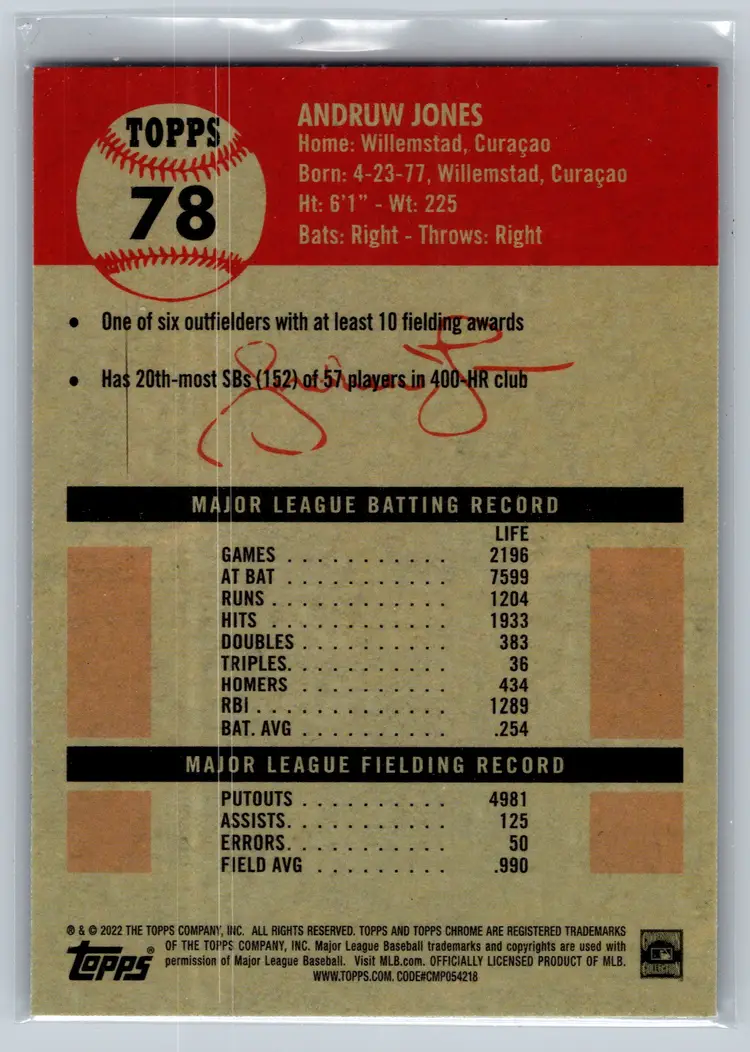 TOPPS
78
ANDRUW JONES
Home: Willemstad, Curaçao
Born: 4-23-77, Willemstad, Curaçao
Ht: 6'1" - Wt: 225
Bats: Right - Throws: Right
• One of six outfielders with at least 10 fielding awards
• Has 20th-most SBs (152) of 57 players in 400-HR club
MAJOR LEAGUE BATTING RECORD
LIFE
GAMES . . . . . . . . . . . 2196
AT BAT . . . . . . . . . . . 7599
RUNS . . . . . . . . . . . . 1204
HITS . . . . . . . . . . . . 1933
DOUBLES . . . . . . . . . . 383
TRIPLES. . . . . . . . . . . 36
HOMERS . . . . . . . . . . 434
RBI . . . . . . . . . . . . . 1289
BAT. AVG . . . . . . . . . . .254
MAJOR LEAGUE FIELDING RECORD
PUTOUTS . . . . . . . . . . 4981
ASSISTS. . . . . . . . . . . 125
ERRORS. . . . . . . . . . . 50
FIELD AVG . . . . . . . . . .990
® & © 2022 THE TOPPS COMPANY, INC. ALL RIGHTS RESERVED. TOPPS AND TOPPS CHROME ARE REGISTERED TRADEMARKS
OF THE TOPPS COMPANY, INC. Major League Baseball trademarks and copyrights are used with
permission of Major League Baseball. Visit MLB.com. OFFICIALLY LICENSED PRODUCT OF MLB.
WWW.TOPPS.COM. CODE#CMP054218
Topps®
COOPERSTOWN
COLLECTION